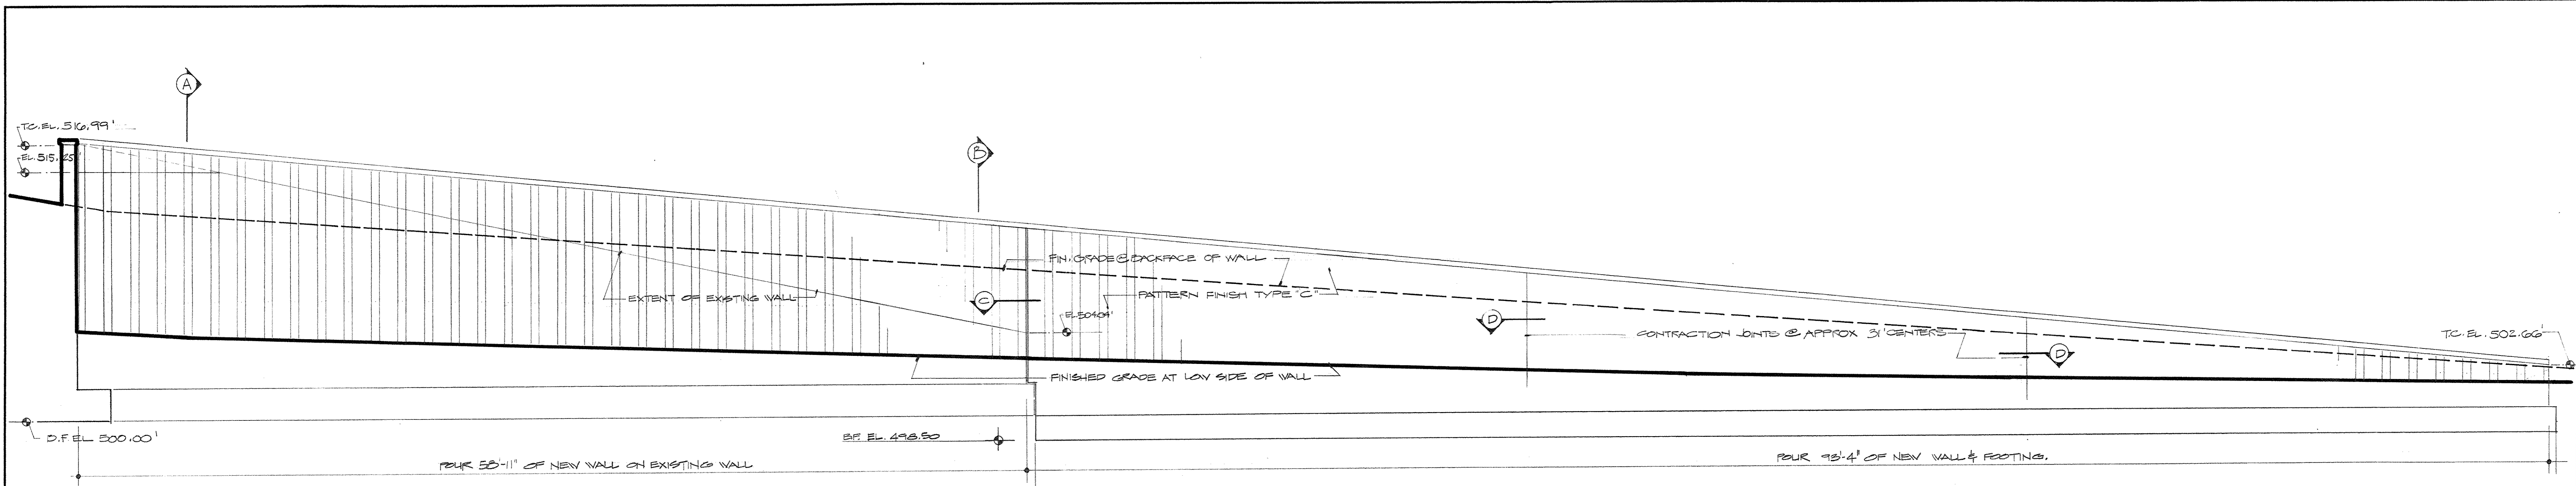 A
T.C. EL. 516.99'
EL. 515.25'
B
FIN. GRADE @ BACKFACE OF WALL
EXTENT OF EXISTING WALL
C
PATTERN FINISH TYPE "C"
EL. 504.04'
D
CONTRACTION JOINTS @ APPROX 31' CENTERS
D
T.C. EL. 502.66'
FINISHED GRADE AT LOW SIDE OF WALL
B.F. EL 500.00'
B.F. EL. 498.50
POUR 58'-11" OF NEW WALL ON EXISTING WALL
POUR 93'-4" OF NEW WALL & FOOTING.